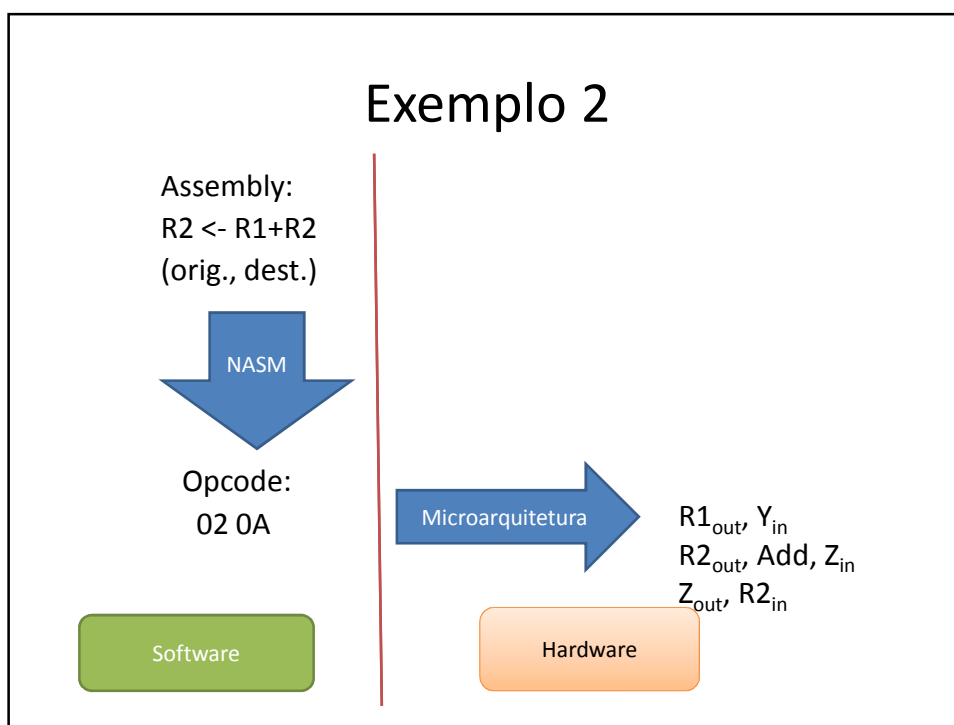 Exemplo 2
Assembly:
R2 <- R1+R2
(orig., dest.)
NASM
Opcode:
02 0A
Software
Microarquitetura
R1out, Yin
R2out, Add, Zin
Zout, R2in
Hardware